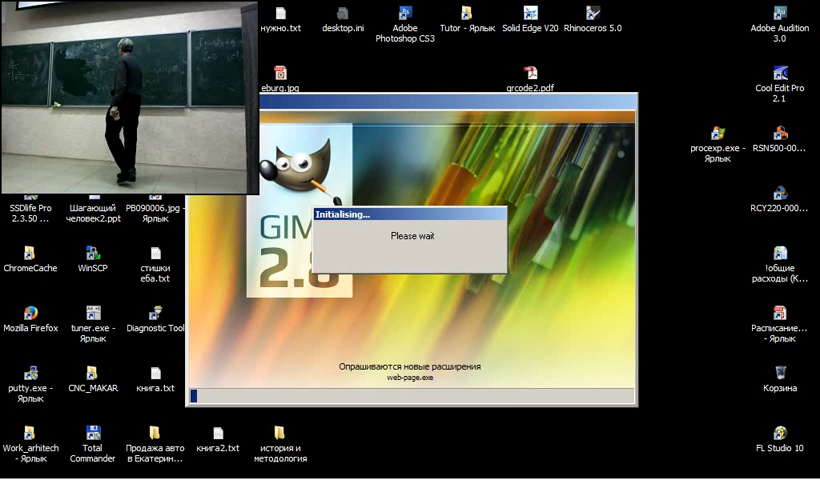 нужно.txt
desktop.ini
Adobe
Photoshop CS3
Tutor - Ярлык
Solid Edge V20
Rhinoceros 5.0
Adobe Audition
3.0
eburg.jpg
qrcode2.pdf
Cool Edit Pro
2.1
procexp.exe -
Ярлык
RSN500-00...
SSDlife Pro
2.3.50 ...
Шагающий
человек2.ppt
PB090006.jpg -
Ярлык
RCY220-000...
GIM
2.8
Initialising...
Please wait
ChromeCache
WinSCP
стишки
еба.txt
!общие
расходы (К...
Mozilla Firefox
tuner.exe -
Ярлык
Diagnostic Tool
Расписание...
- Ярлык
Опрашиваются новые расширения
web-page.exe
putty.exe -
Ярлык
CNC_MAKAR
книга.txt
Корзина
Work_arhitech
- Ярлык
Total
Commander
Продажа авто
в Екатерин...
книга2.txt
история и
методология
FL Studio 10